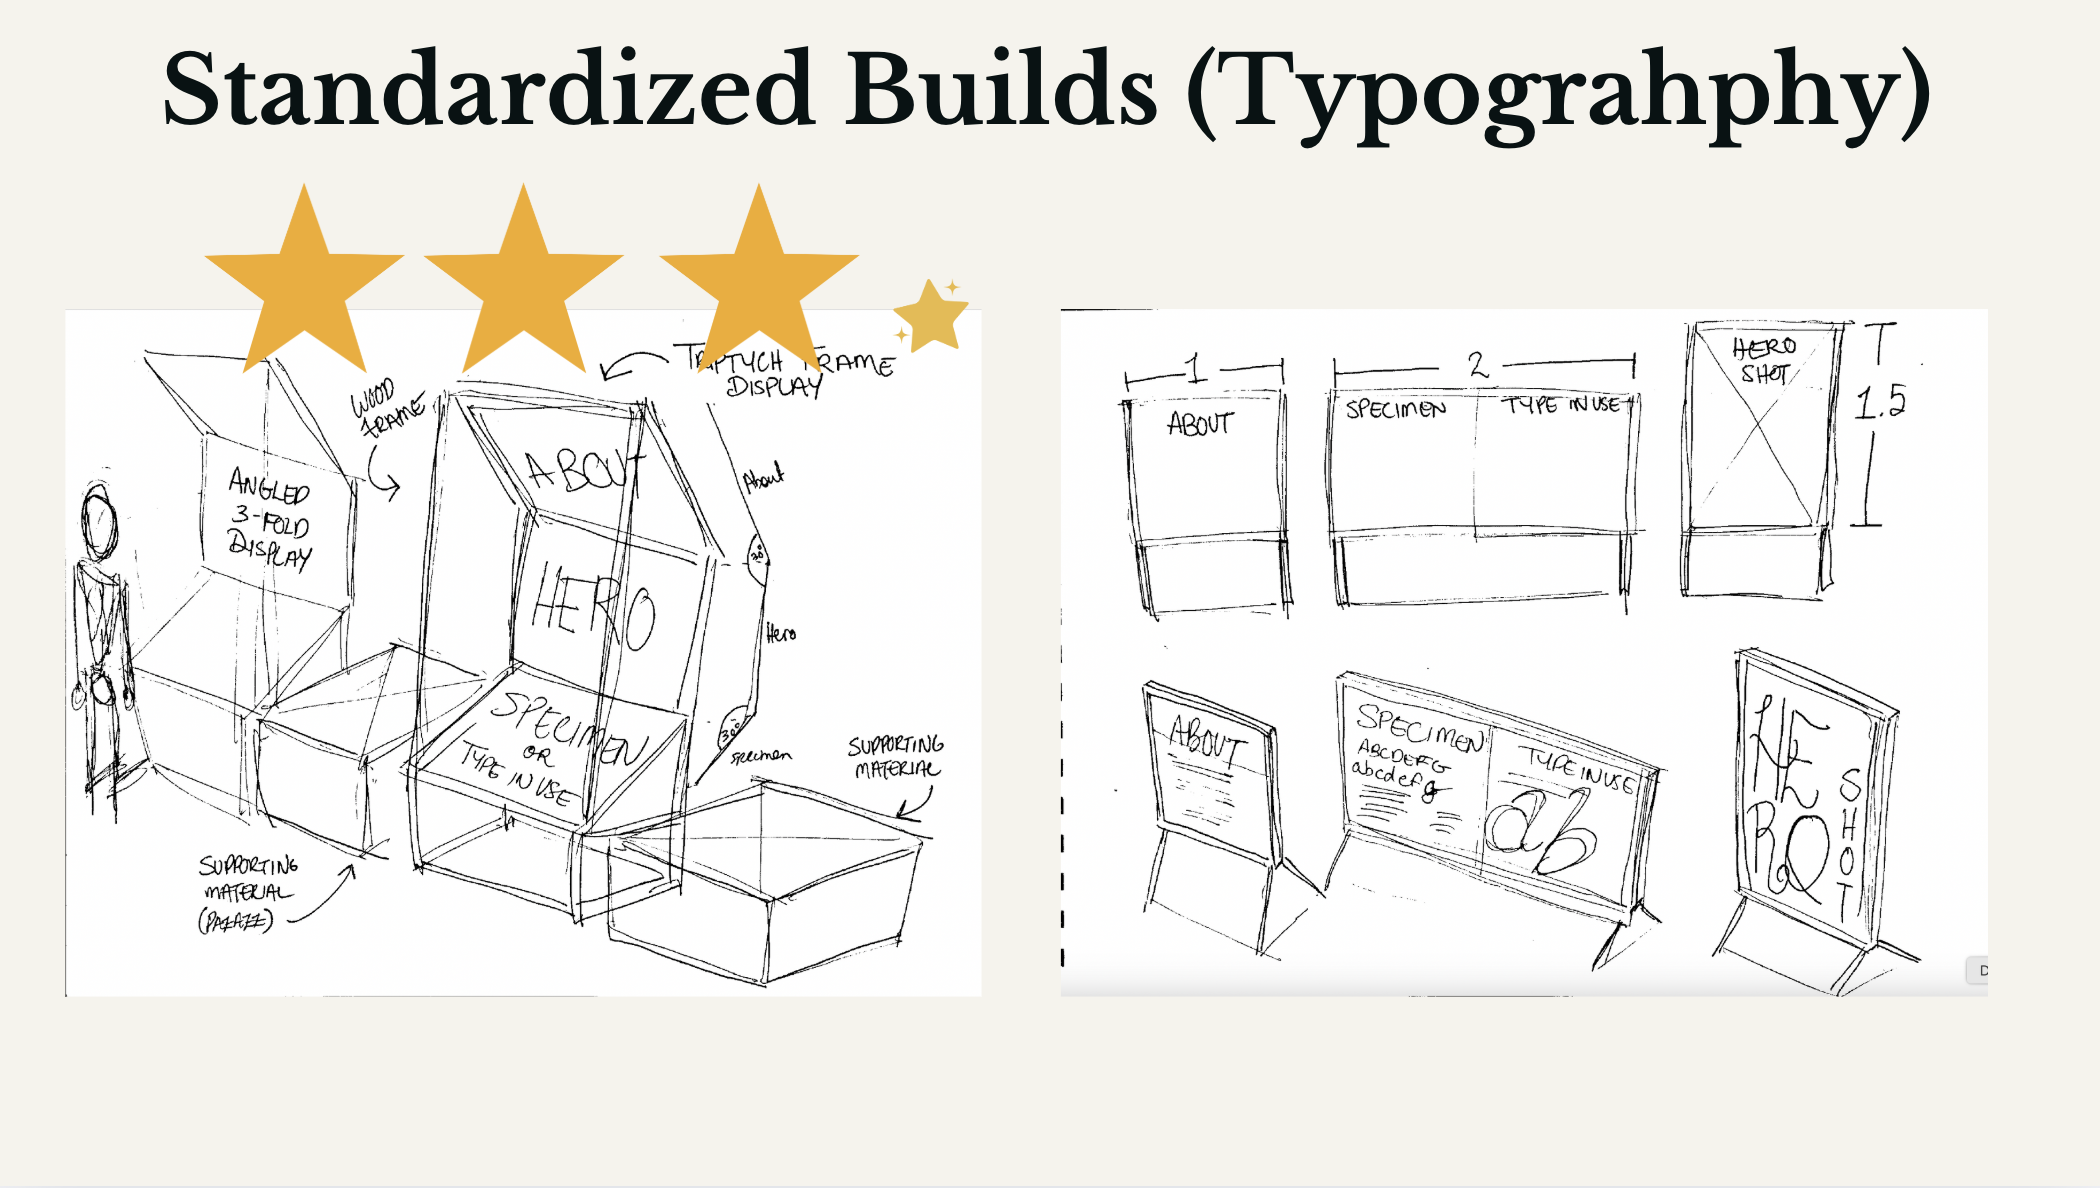 Standardized Builds (Typograhphy)
TRIPTYCH FRAME
DISPLAY
WOOD
FRAME
ANGLED
3-FOLD
DISPLAY
ABOUT
HERO
SPECIMEN
OR
TYPE IN USE
About
30°
Hero
30°
specimen
SUPPORTING
MATERIAL
SUPPORTING
MATERIAL
(PAZAZZ)
1
2
ABOUT
SPECIMEN
TYPE IN USE
HERO
SHOT
1.5
ABOUT
SPECIMEN
ABCDEFG
abcdefg
TYPE IN USE
ab
HERO
SHOT
D